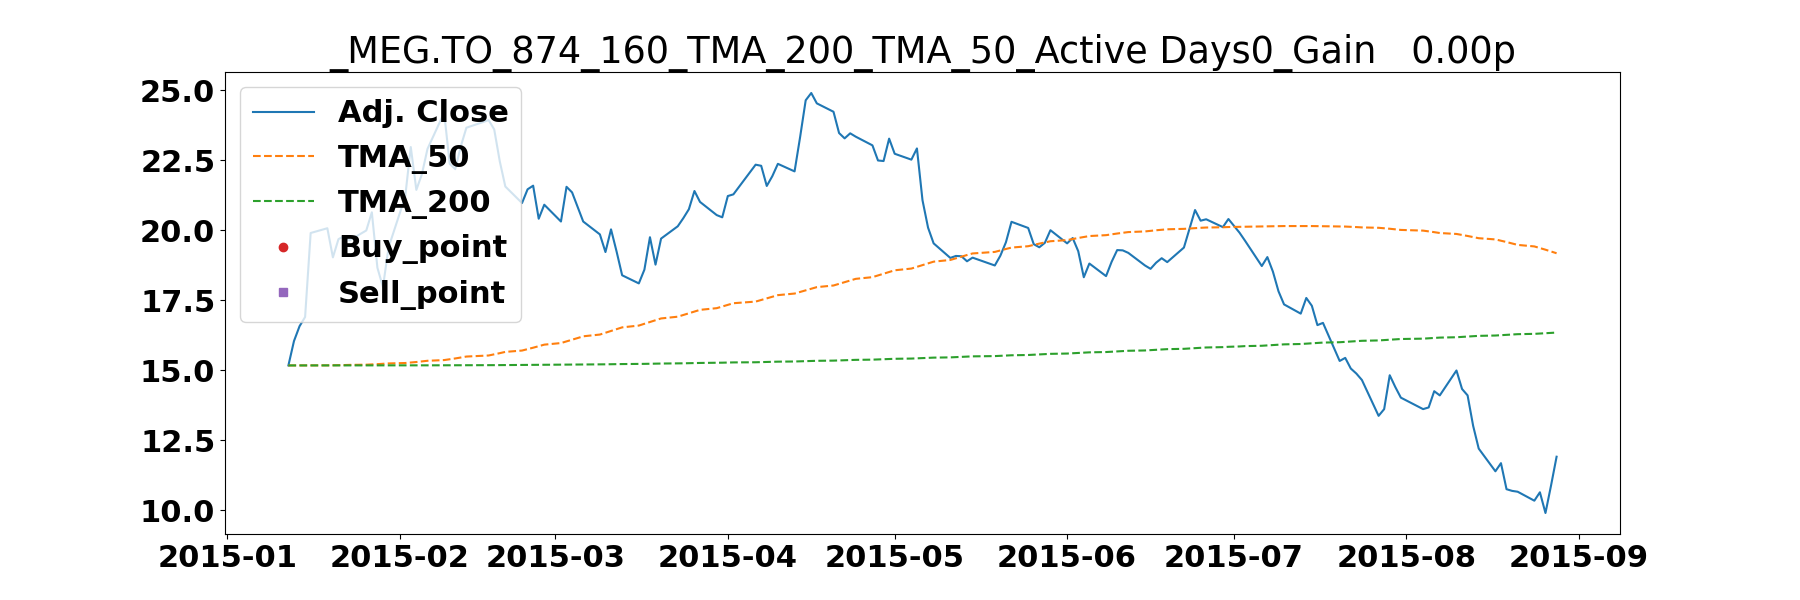 _MEG.TO_874_160_TMA_200_TMA_50_Active Days0_Gain   0.00p
25.0
22.5
20.0
17.5
15.0
12.5
10.0
Adj. Close
TMA_50
TMA_200
Buy_point
Sell_point
2015-01 2015-02 2015-03 2015-04 2015-05 2015-06 2015-07 2015-08 2015-09